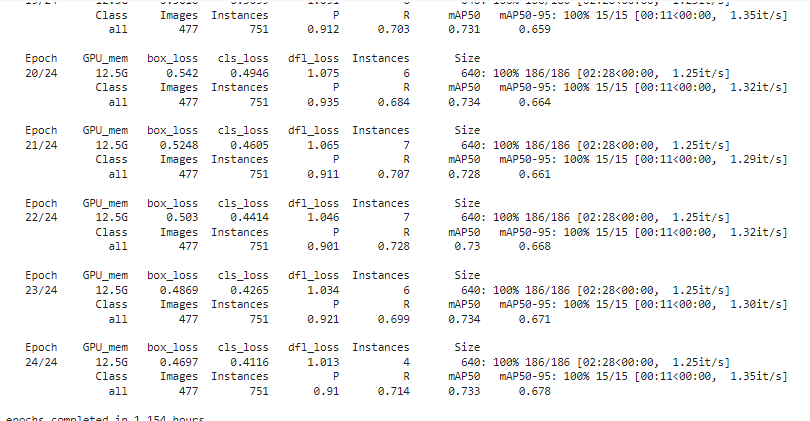 Class Images Instances P R mAP50 mAP50-95: 100% 15/15 [00:11<00:00, 1.35it/s]
all 477 751 0.912 0.703 0.731 0.659
Epoch GPU_mem box_loss cls_loss dfl_loss Instances Size
20/24 12.5G 0.542 0.4946 1.075 6 640: 100% 186/186 [02:28<00:00, 1.25it/s]
Class Images Instances P R mAP50 mAP50-95: 100% 15/15 [00:11<00:00, 1.32it/s]
all 477 751 0.935 0.684 0.734 0.664
Epoch GPU_mem box_loss cls_loss dfl_loss Instances Size
21/24 12.5G 0.5248 0.4605 1.065 7 640: 100% 186/186 [02:28<00:00, 1.25it/s]
Class Images Instances P R mAP50 mAP50-95: 100% 15/15 [00:11<00:00, 1.29it/s]
all 477 751 0.911 0.707 0.728 0.661
Epoch GPU_mem box_loss cls_loss dfl_loss Instances Size
22/24 12.5G 0.503 0.4414 1.046 7 640: 100% 186/186 [02:28<00:00, 1.25it/s]
Class Images Instances P R mAP50 mAP50-95: 100% 15/15 [00:11<00:00, 1.32it/s]
all 477 751 0.901 0.728 0.73 0.668
Epoch GPU_mem box_loss cls_loss dfl_loss Instances Size
23/24 12.5G 0.4869 0.4265 1.034 6 640: 100% 186/186 [02:28<00:00, 1.25it/s]
Class Images Instances P R mAP50 mAP50-95: 100% 15/15 [00:11<00:00, 1.30it/s]
all 477 751 0.921 0.699 0.734 0.671
Epoch GPU_mem box_loss cls_loss dfl_loss Instances Size
24/24 12.5G 0.4697 0.4116 1.013 4 640: 100% 186/186 [02:28<00:00, 1.25it/s]
Class Images Instances P R mAP50 mAP50-95: 100% 15/15 [00:11<00:00, 1.35it/s]
all 477 751 0.91 0.714 0.733 0.678
epochs completed in 1.154 hours